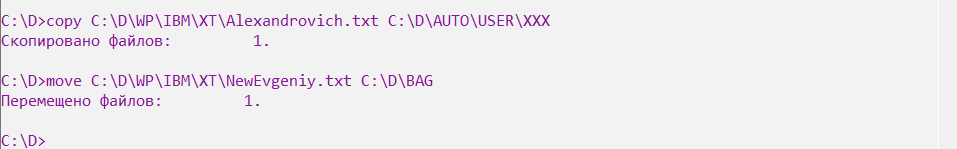 C:\D>copy C:\D\WP\IBM\XT\Alexandrovich.txt C:\D\AUTO\USER\XXX
Скопировано файлов:         1.
C:\D>move C:\D\WP\IBM\XT\NewEvgeniy.txt C:\D\BAG
Перемещено файлов:         1.
C:\D>